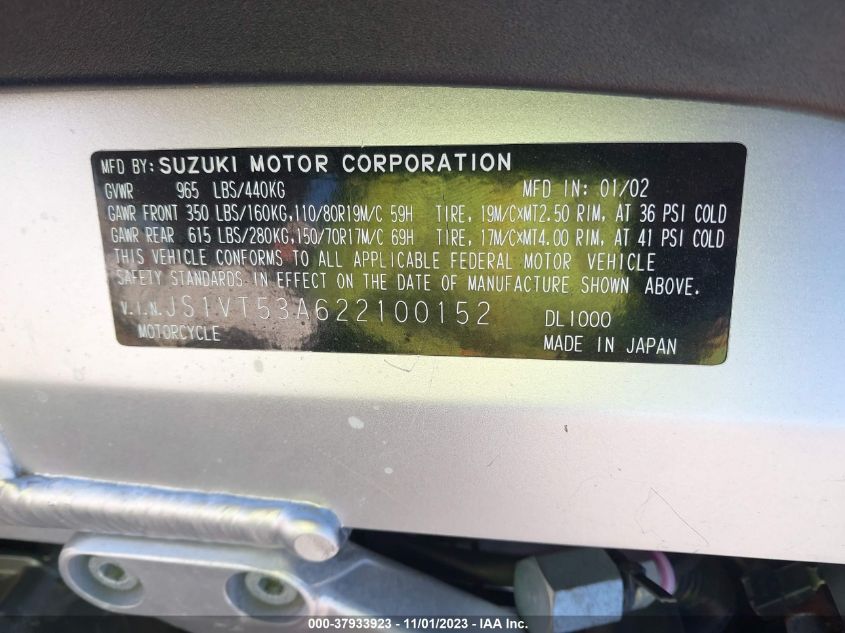 MFD BY: SUZUKI MOTOR CORPORATION
GVWR 965 LBS/440KG MFD IN: 01/02
GAWR FRONT 350 LBS/160KG,110/80R19M/C 59H TIRE, 19M/C×MT2.50 RIM, AT 36 PSI COLD
GAWR REAR 615 LBS/280KG,150/70R17M/C 69H TIRE, 17M/C×MT4.00 RIM, AT 41 PSI COLD
THIS VEHICLE CONFORMS TO ALL APPLICABLE FEDERAL MOTOR VEHICLE
SAFETY STANDARDS IN EFFECT ON THE DATE OF MANUFACTURE SHOWN ABOVE.
V.I.N. JS1VT53A622100152 DL1000
MOTORCYCLE MADE IN JAPAN
000-37933923 - 11/01/2023 - IAA Inc.